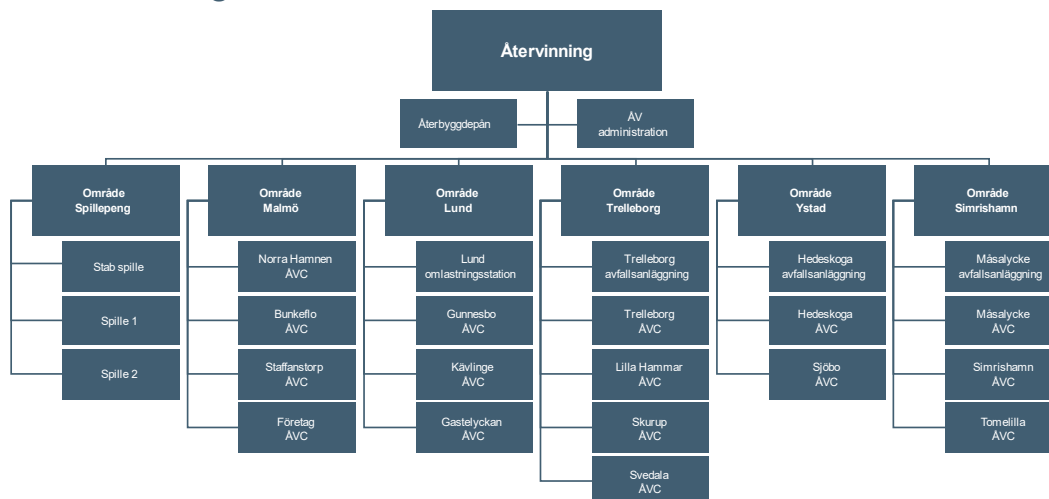 Återvinning
Återbyggdepån
ÅV
administration
Område
Spillepeng
Stab spille
Spille 1
Spille 2
Område
Malmö
Norra Hamnen
ÅVC
Bunkeflo
ÅVC
Staffanstorp
ÅVC
Företag
ÅVC
Område
Lund
Lund
omlastningsstation
Gunnesbo
ÅVC
Kävlinge
ÅVC
Gastelyckan
ÅVC
Område
Trelleborg
Trelleborg
avfallsanläggning
Trelleborg
ÅVC
Lilla Hammar
ÅVC
Skurup
ÅVC
Svedala
ÅVC
Område
Ystad
Hedeskoga
avfallsanläggning
Hedeskoga
ÅVC
Sjöbo
ÅVC
Område
Simrishamn
Måsalycke
avfallsanläggning
Måsalycke
ÅVC
Simrishamn
ÅVC
Tomelilla
ÅVC